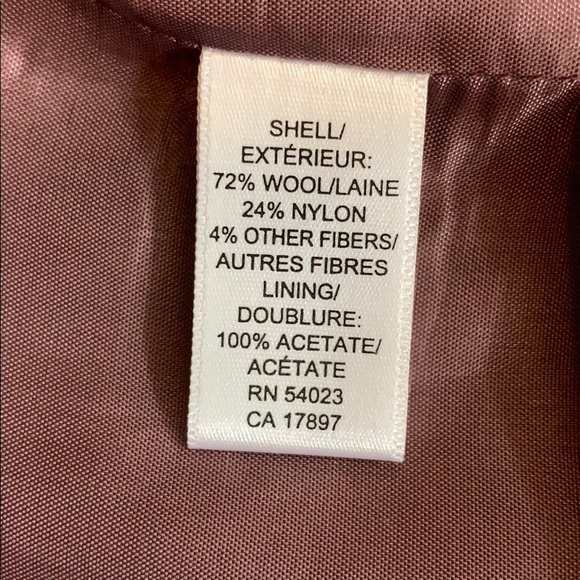 SHELL/
EXTÉRIEUR:
72% WOOL/LAINE
24% NYLON
4% OTHER FIBERS/
AUTRES FIBRES
LINING/
DOUBLURE:
100% ACETATE/
ACÉTATE
RN 54023
CA 17897